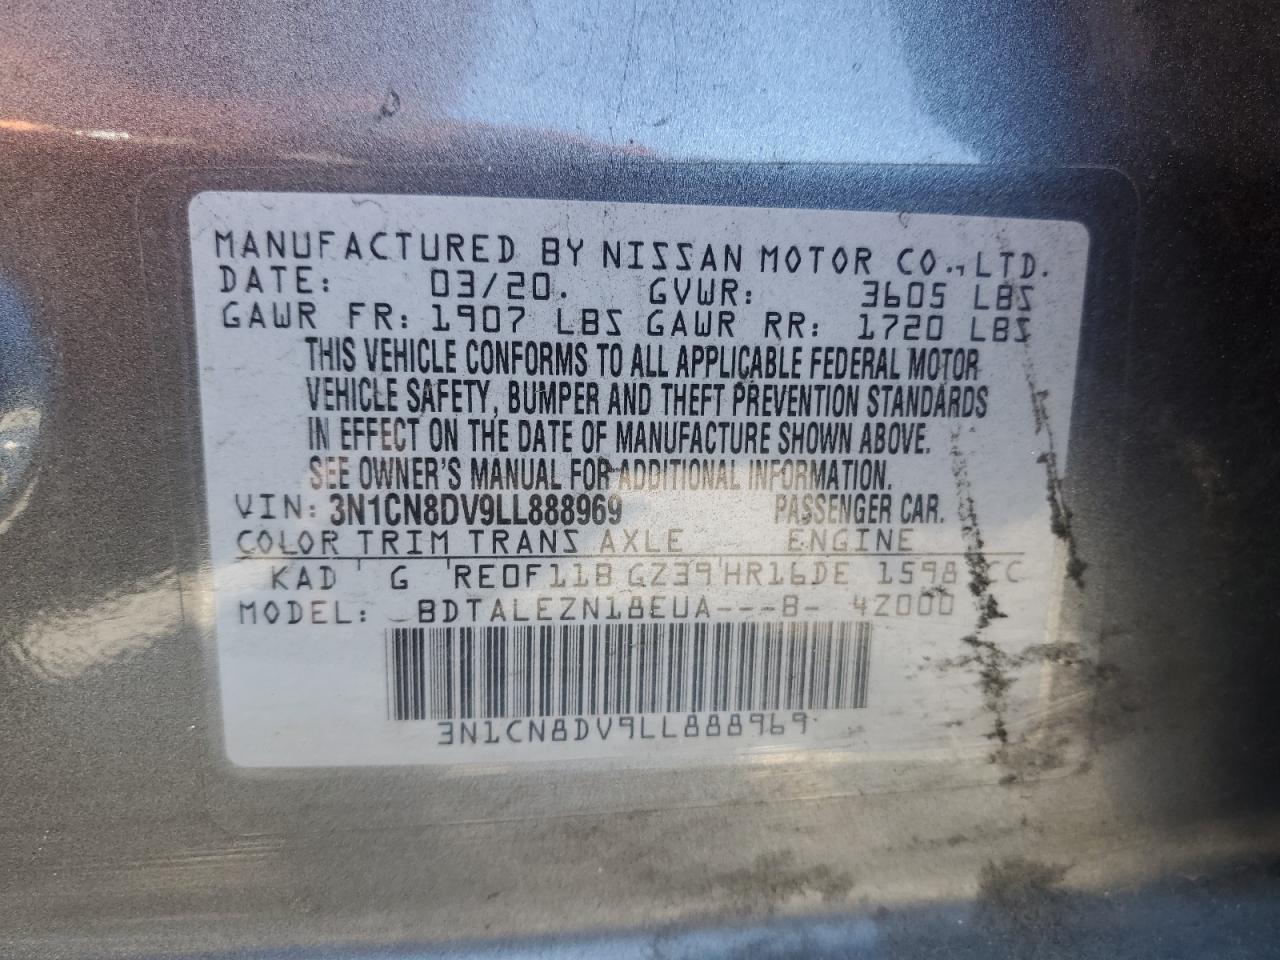 MANUFACTURED BY NISSAN MOTOR CO., LTD.
DATE: 03/20. GVWR: 3605 LBS
GAWR FR: 1907 LBS GAWR RR: 1720 LBS
THIS VEHICLE CONFORMS TO ALL APPLICABLE FEDERAL MOTOR
VEHICLE SAFETY, BUMPER AND THEFT PREVENTION STANDARDS
IN EFFECT ON THE DATE OF MANUFACTURE SHOWN ABOVE.
SEE OWNER'S MANUAL FOR ADDITIONAL INFORMATION.
VIN: 3N1CN8DV9LL888969 PASSENGER CAR.
COLOR TRIM TRANS AXLE ENGINE
KAD G RE0F11B GZ39 HR16DE 1598 CC
MODEL: BDTALEZN18EUA---B- 42000
3N1CN8DV9LL888969